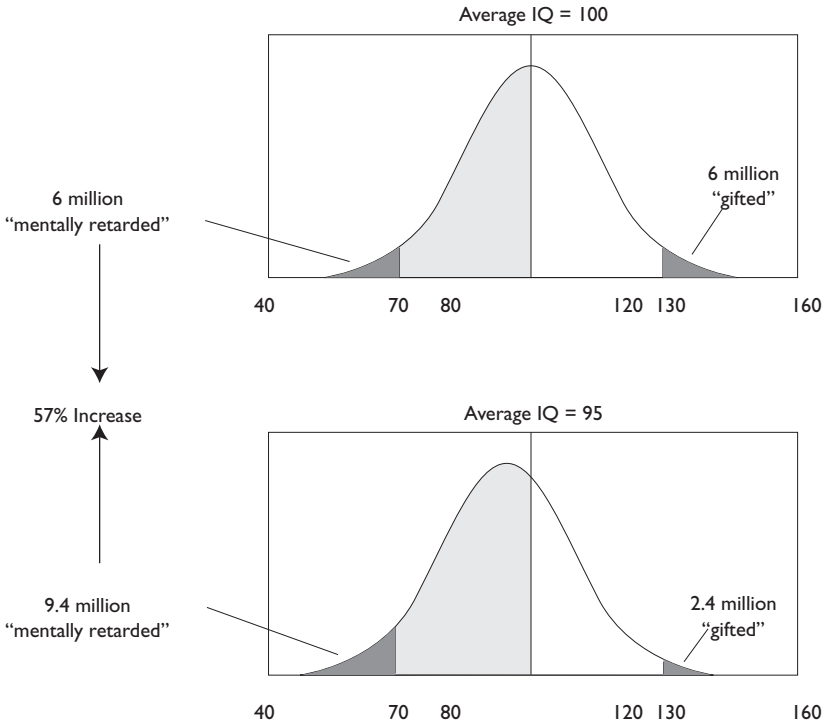 Average IQ = 100
6 million
“gifted”
6 million
“mentally retarded”
40 70 80 120 130 160
57% Increase
Average IQ = 95
9.4 million
“mentally retarded”
2.4 million
“gifted”
40 70 80 120 130 160